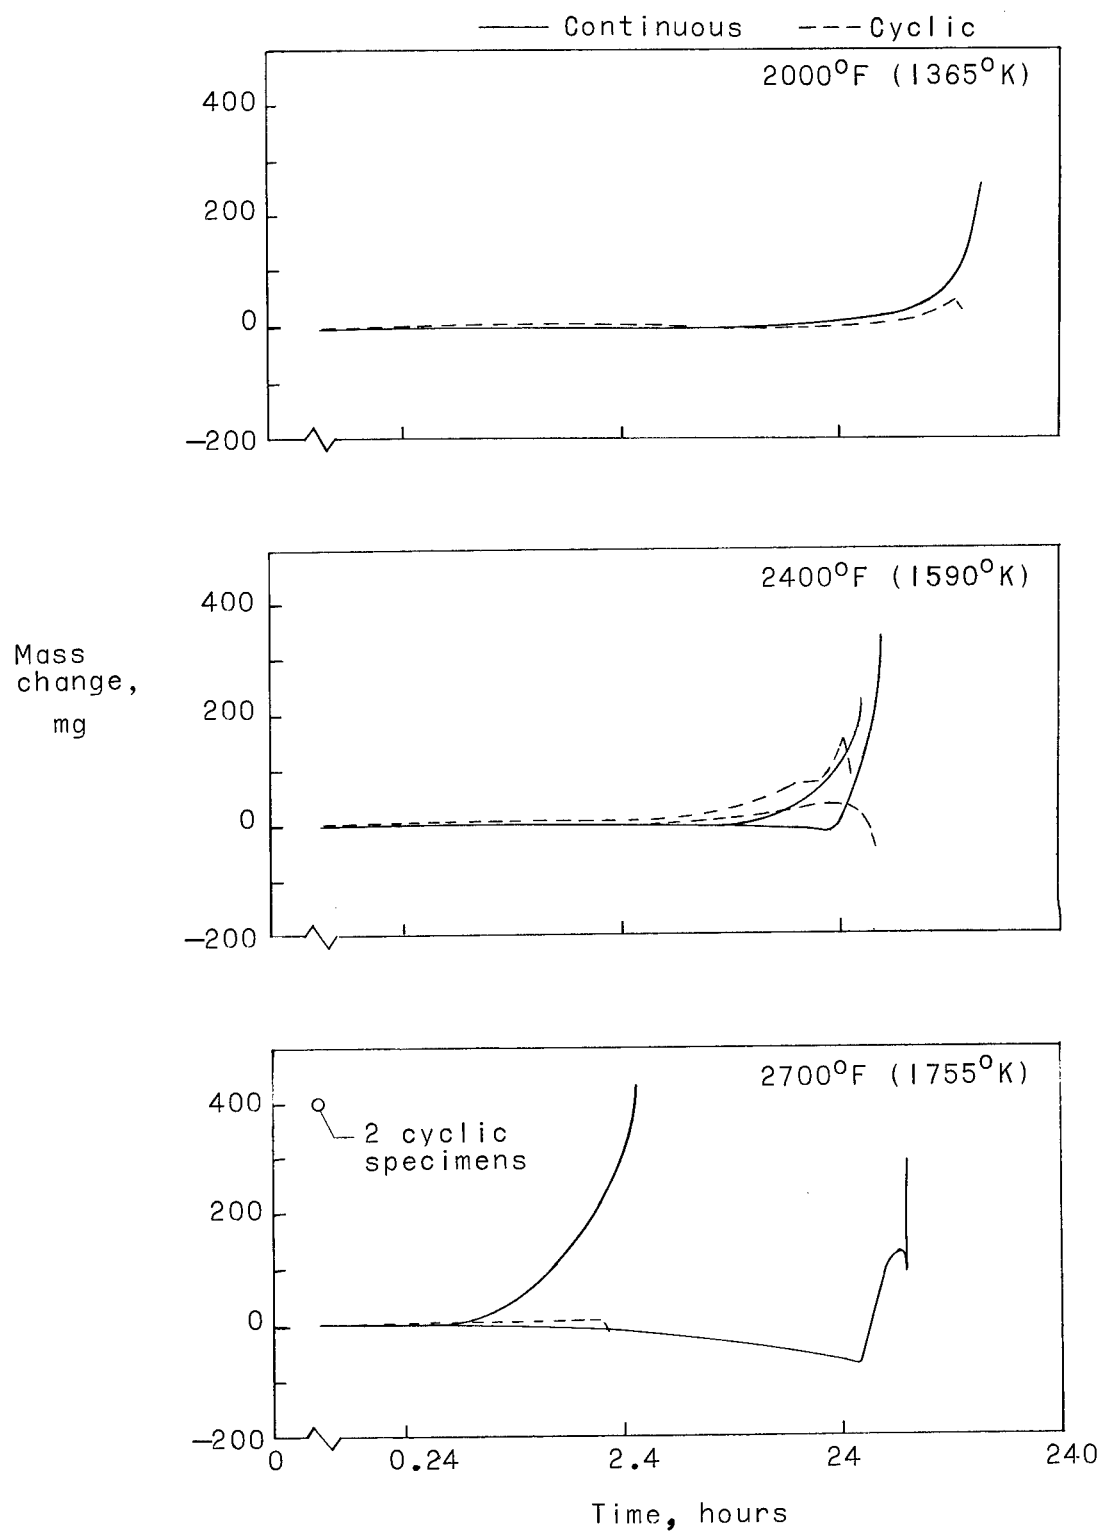 Continuous
Cyclic
2000°F (1365°K)
400
200
0
-200
2400°F (1590°K)
400
Mass
change,
mg
200
0
-200
2700°F (1755°K)
400
2 cyclic
specimens
200
0
-200
0 0.24 2.4 24 240
Time, hours